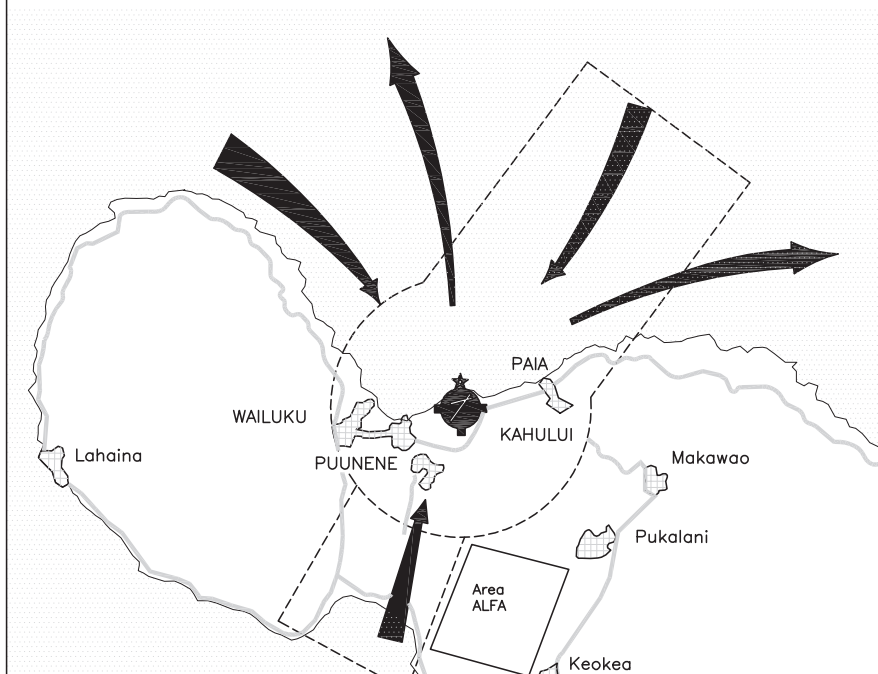 PAIA
WAILUKU
KAHULUI
Lahaina
PUUNENE
Makawao
Pukalani
Area
ALFA
Keokea